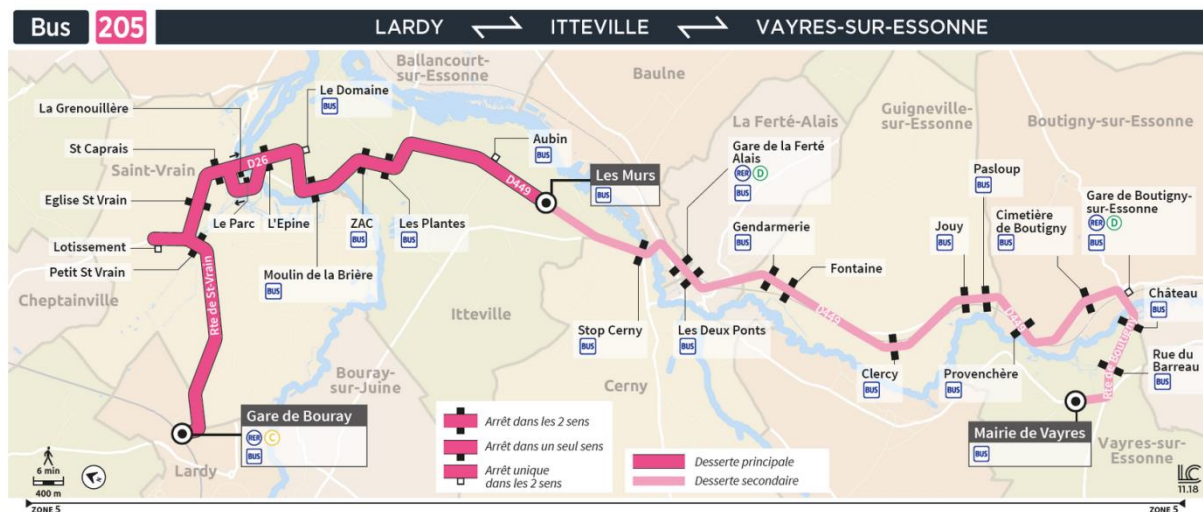 Bus 205 LARDY ITTEVILLE VAYRES-SUR-ESSONNE
Ballancourt-
sur-Essonne
Baulne
Guigneville-
sur-Essonne
Boutigny-sur-Essonne
La Grenouillère
Le Domaine
BUS
St Caprais
Saint-Vrain
D26
Aubin
BUS
La Ferté-Alais
Gare de la Ferté
Alais
RER D
BUS
Pasloup
BUS
Les Murs
BUS
D449
Eglise St Vrain
Le Parc
L'Epine
ZAC
BUS
Les Plantes
BUS
Gendarmerie
BUS
Jouy
BUS
Cimetière
de Boutigny
BUS
Gare de Boutigny-
sur-Essonne
RER D
BUS
Lotissement
Petit St Vrain
Moulin de la Brière
BUS
Fontaine
Cheptainville
Rte de St-Vrain
Itteville
Stop Cerny
BUS
Les Deux Ponts
BUS
D449
D449
Château
BUS
Clercy
BUS
Provenchère
BUS
Rte de Boutigny
Rue du
Barreau
BUS
Bouray-
sur-Juine
Cerny
Gare de Bouray
RER C
BUS
Lardy
Mairie de Vayres
BUS
Vayres-sur-
Essonne
Arrêt dans les 2 sens
Arrêt dans un seul sens
Arrêt unique
dans les 2 sens
Desserte principale
Desserte secondaire
6 min
400 m
LC
11.18
ZONE 5
ZONE 5